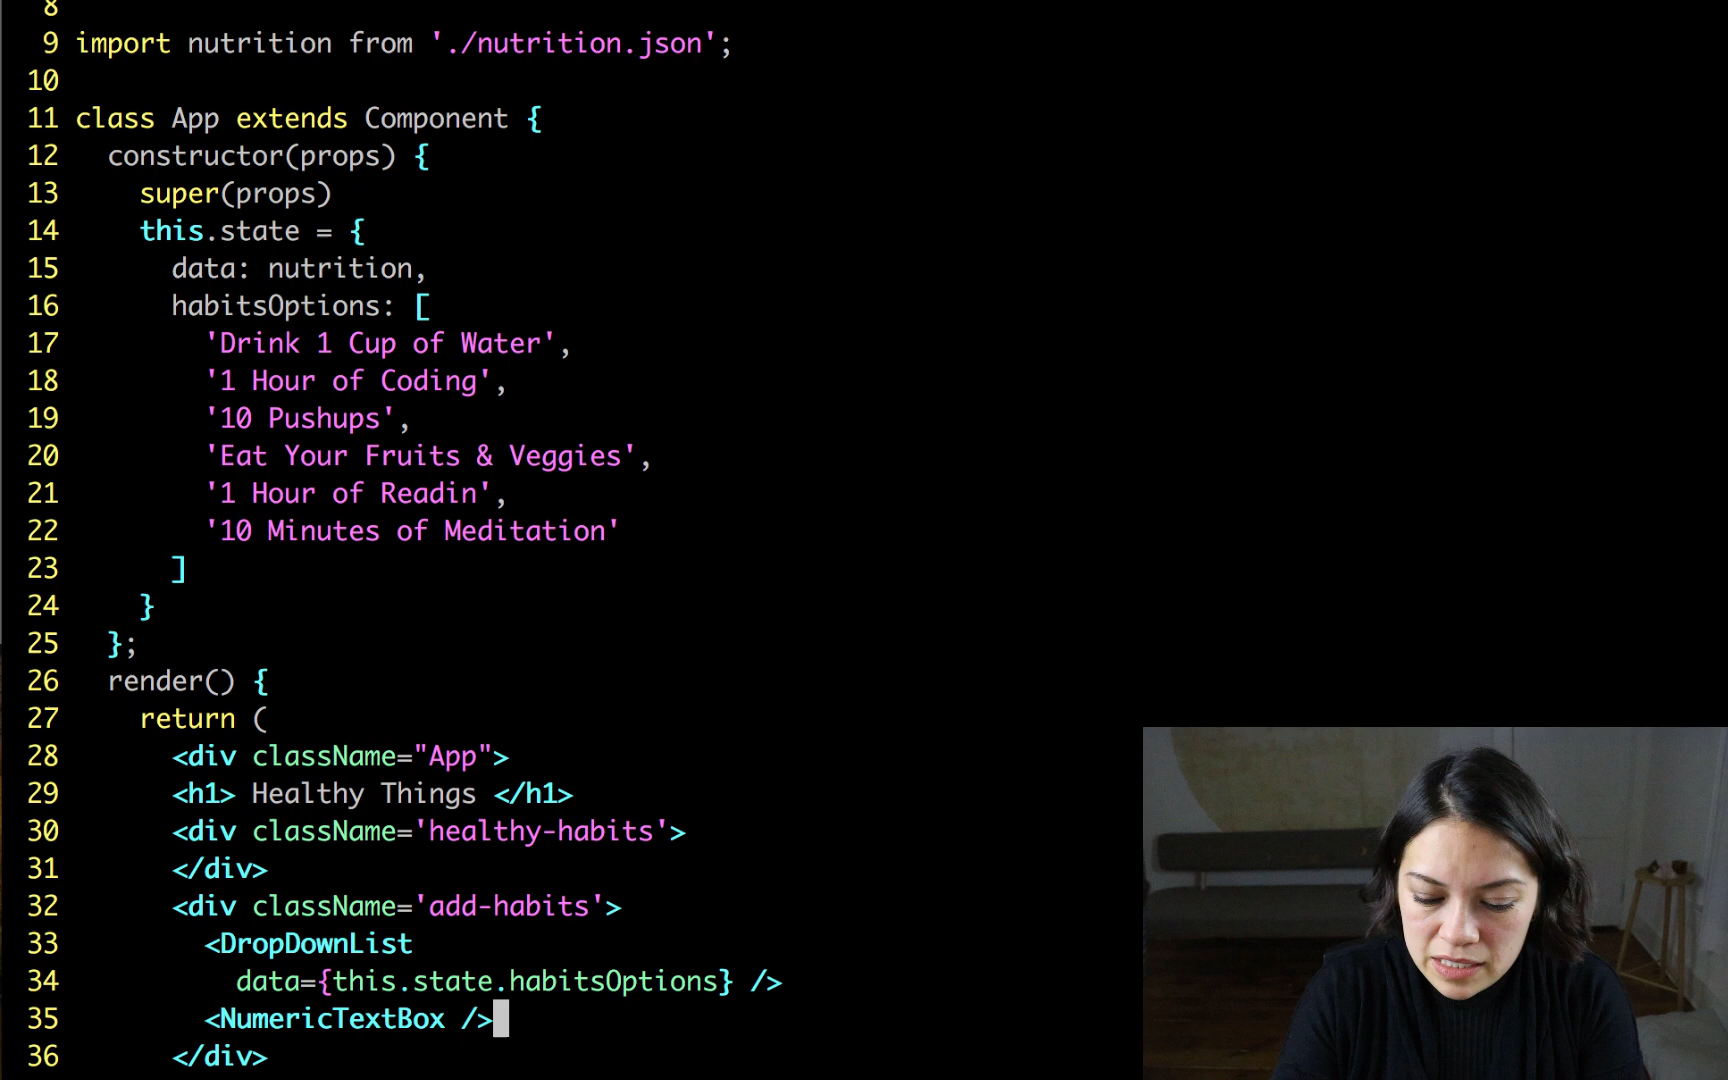 8
9 import nutrition from './nutrition.json';
10
11 class App extends Component {
12   constructor(props) {
13     super(props)
14     this.state = {
15       data: nutrition,
16       habitsOptions: [
17         'Drink 1 Cup of Water',
18         '1 Hour of Coding',
19         '10 Pushups',
20         'Eat Your Fruits & Veggies',
21         '1 Hour of Readin',
22         '10 Minutes of Meditation'
23       ]
24     }
25   };
26   render() {
27     return (
28       <div className="App">
29       <h1> Healthy Things </h1>
30       <div className='healthy-habits'>
31       </div>
32       <div className='add-habits'>
33         <DropDownList
34           data={this.state.habitsOptions} />
35         <NumericTextBox />
36       </div>